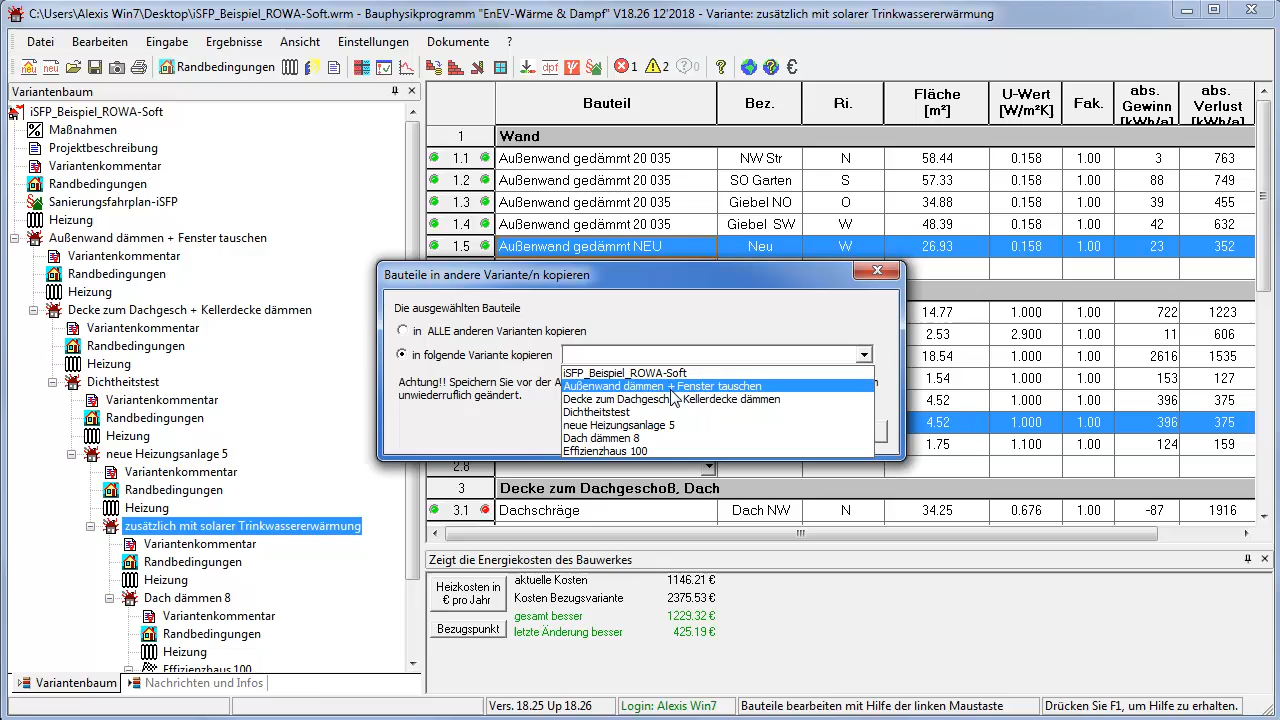 C:\Users\Alexis Win7\Desktop\iSFP_Beispiel_ROWA-Soft.wrm - Bauphysikprogramm "EnEV-Wärme & Dampf" V18.26 12'2018 - Variante: zusätzlich mit solarer Trinkwassererwärmung
Datei Bearbeiten Eingabe Ergebnisse Ansicht Einstellungen Dokumente ?
neu neu Randbedingungen dpf 1 2 0 ? €
Variantenbaum
iSFP_Beispiel_ROWA-Soft
Maßnahmen
Projektbeschreibung
Variantenkommentar
Randbedingungen
Sanierungsfahrplan-iSFP
Heizung
Außenwand dämmen + Fenster tauschen
Variantenkommentar
Randbedingungen
Heizung
Decke zum Dachgesch + Kellerdecke dämmen
Variantenkommentar
Randbedingungen
Heizung
Dichtheitstest
Variantenkommentar
Randbedingungen
Heizung
neue Heizungsanlage 5
Variantenkommentar
Randbedingungen
Heizung
zusätzlich mit solarer Trinkwassererwärmung
Variantenkommentar
Randbedingungen
Heizung
Dach dämmen 8
Variantenkommentar
Randbedingungen
Heizung
Effizienzhaus 100
Variantenbaum Nachrichten und Infos
Bauteil Bez. Ri. Fläche [m²] U-Wert [W/m²K] Fak. abs. Gewinn [kWh/a] abs. Verlust [kWh/a]
1 Wand
1.1 Außenwand gedämmt 20 035 NW Str N 58.44 0.158 1.00 3 763
1.2 Außenwand gedämmt 20 035 SO Garten S 57.33 0.158 1.00 88 749
1.3 Außenwand gedämmt 20 035 Giebel NO O 34.88 0.158 1.00 39 455
1.4 Außenwand gedämmt 20 035 Giebel SW W 48.39 0.158 1.00 42 632
1.5 Außenwand gedämmt NEU Neu W 26.93 0.158 1.00 23 352
14.77 1.000 1.00 722 1223
2.53 2.900 1.00 11 606
18.54 1.000 1.00 2616 1535
1.54 1.000 1.00 153 127
4.52 1.000 1.00 396 375
4.52 1.000 1.00 396 375
1.75 1.100 1.00 124 159
2.8
3 Decke zum Dachgeschoß, Dach
3.1 Dachschräge Dach NW N 34.25 0.676 1.00 -87 1916
Bauteile in andere Variante/n kopieren
Die ausgewählten Bauteile
in ALLE anderen Varianten kopieren
in folgende Variante kopieren
Achtung!! Speichern Sie vor der
unwiederruflich geändert.
iSFP_Beispiel_ROWA-Soft
Außenwand dämmen + Fenster tauschen
Decke zum Dachgesch + Kellerdecke dämmen
Dichtheitstest
neue Heizungsanlage 5
Dach dämmen 8
Effizienzhaus 100
Zeigt die Energiekosten des Bauwerkes
Heizkosten in
€ pro Jahr
Bezugspunkt
aktuelle Kosten 1146.21 €
Kosten Bezugsvariante 2375.53 €
gesamt besser 1229.32 €
letzte Änderung besser 425.19 €
Vers. 18.25 Up 18.26 Login: Alexis Win7 Bauteile bearbeiten mit Hilfe der linken Maustaste Drücken Sie F1, um Hilfe zu erhalten.